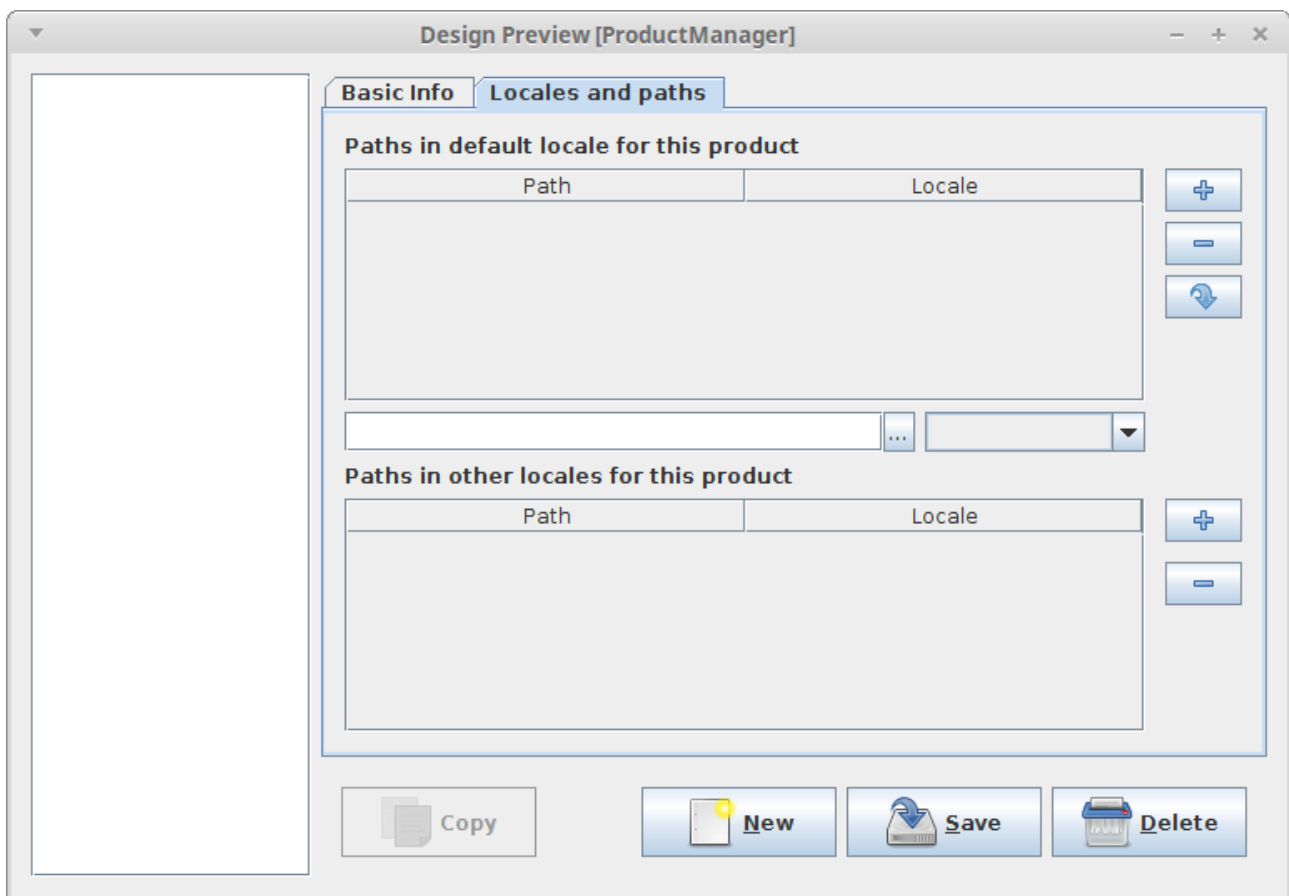 Design Preview [ProductManager]
Basic Info
Locales and paths
Paths in default locale for this product
Path Locale
...
Paths in other locales for this product
Path Locale
Copy New Save Delete